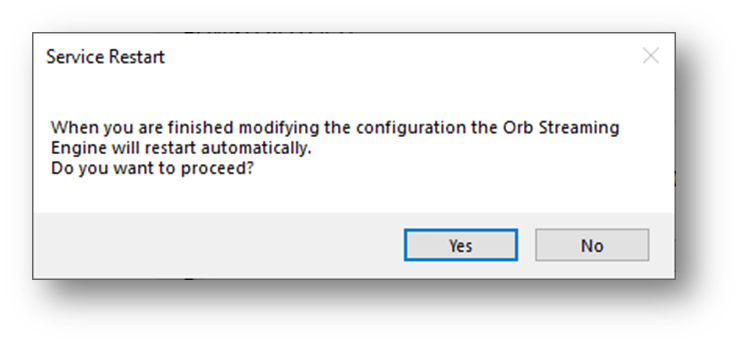 Service Restart
When you are finished modifying the configuration the Orb Streaming
Engine will restart automatically.
Do you want to proceed?
Yes
No